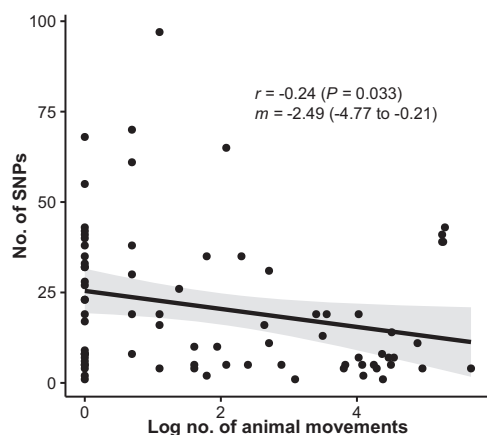 100
75
50
25
0
No. of SNPs
r = -0.24 (P = 0.033)
m = -2.49 (-4.77 to -0.21)
0 2 4
Log no. of animal movements